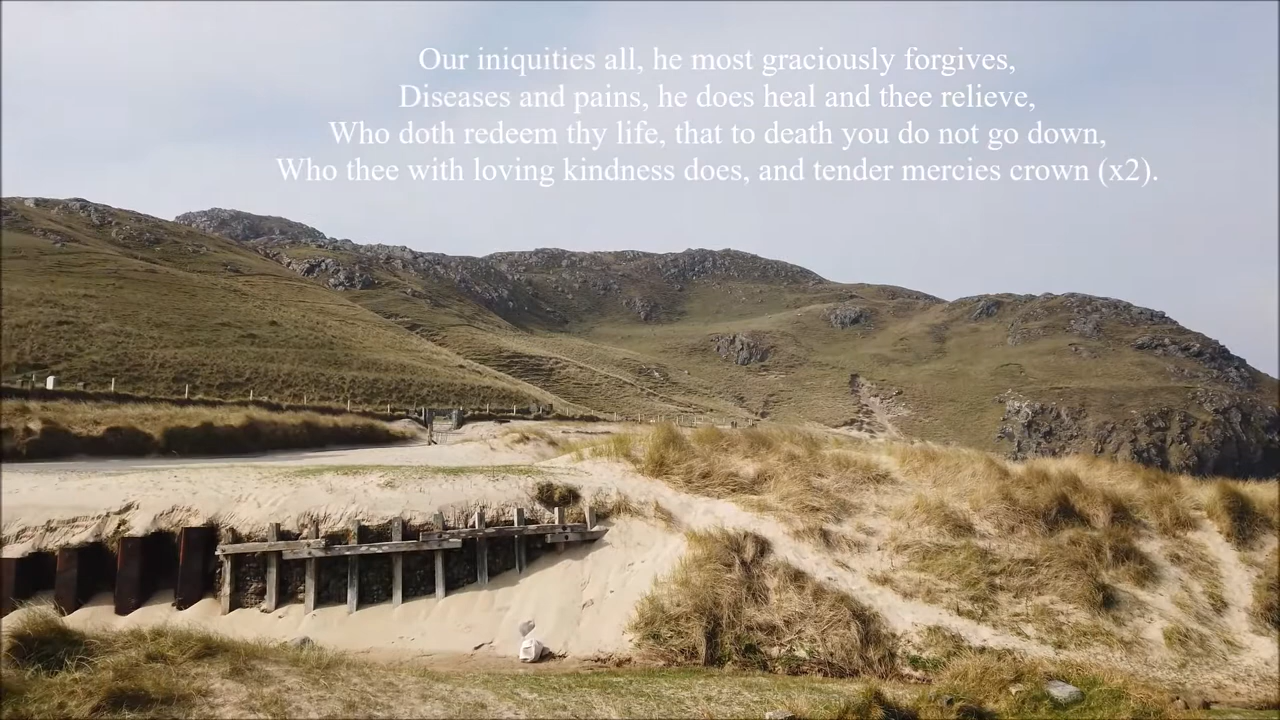 Our iniquities all, he most graciously forgives,
Diseases and pains, he does heal and thee relieve,
Who doth redeem thy life, that to death you do not go down,
Who thee with loving kindness does, and tender mercies crown (x2).